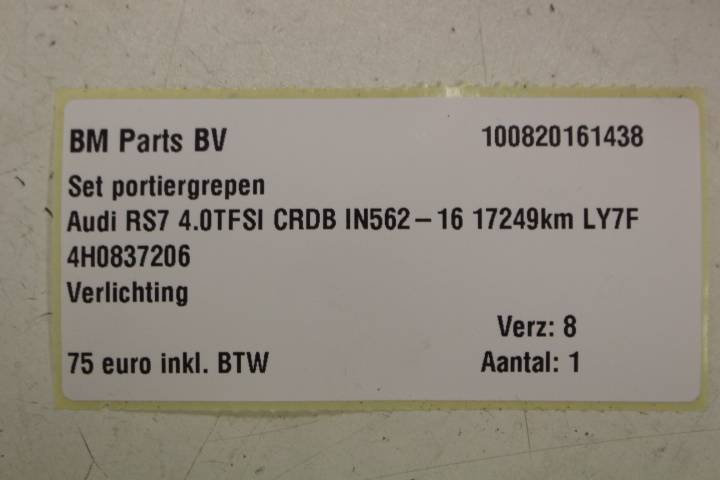 BM Parts BV 100820161438
Set portiergrepen
Audi RS7 4.0TFSI CRDB IN562-16 17249km LY7F
4H0837206
Verlichting
Verz: 8
75 euro inkl. BTW Aantal: 1